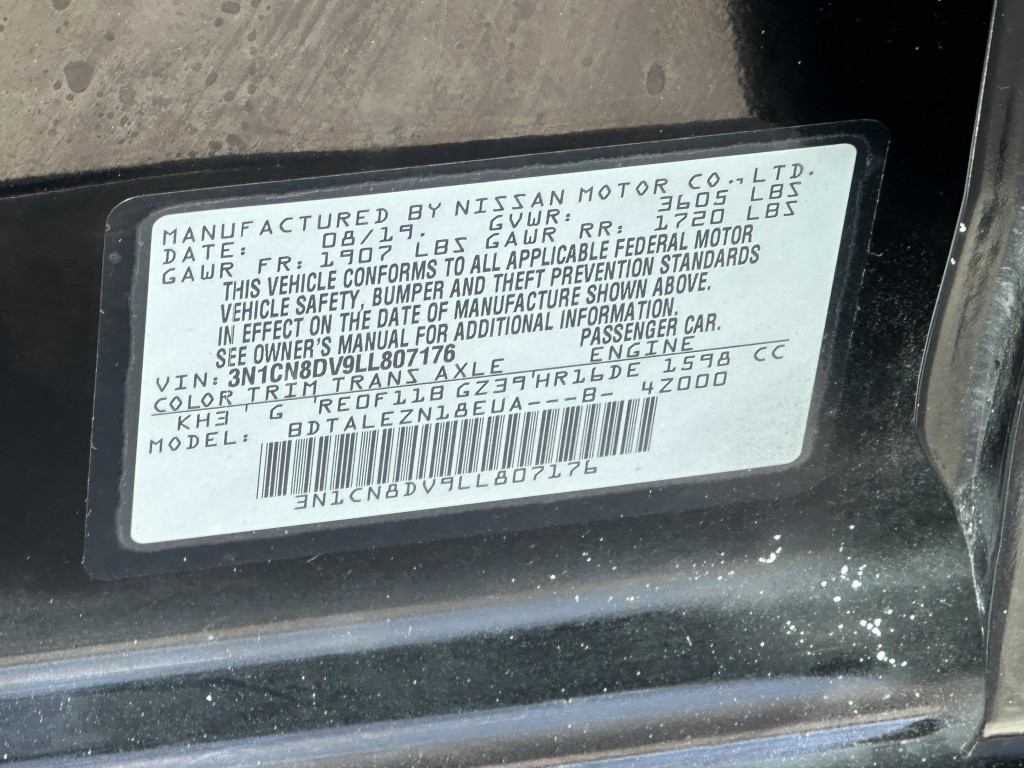 MANUFACTURED BY NISSAN MOTOR CO., LTD.
DATE: 08/19. GVWR: 3605 LBS
GAWR FR: 1907 LBS GAWR RR: 1720 LBS
THIS VEHICLE CONFORMS TO ALL APPLICABLE FEDERAL MOTOR
VEHICLE SAFETY, BUMPER AND THEFT PREVENTION STANDARDS
IN EFFECT ON THE DATE OF MANUFACTURE SHOWN ABOVE.
SEE OWNER'S MANUAL FOR ADDITIONAL INFORMATION.
VIN: 3N1CN8DV9LL807176 PASSENGER CAR.
COLOR TRIM TRANS AXLE ENGINE
KH3 ' G 'RE0F11B GZ39'HR16DE 1598 CC
MODEL: BDTALEZN18EUA---B- 4Z000
3N1CN8DV9LL807176